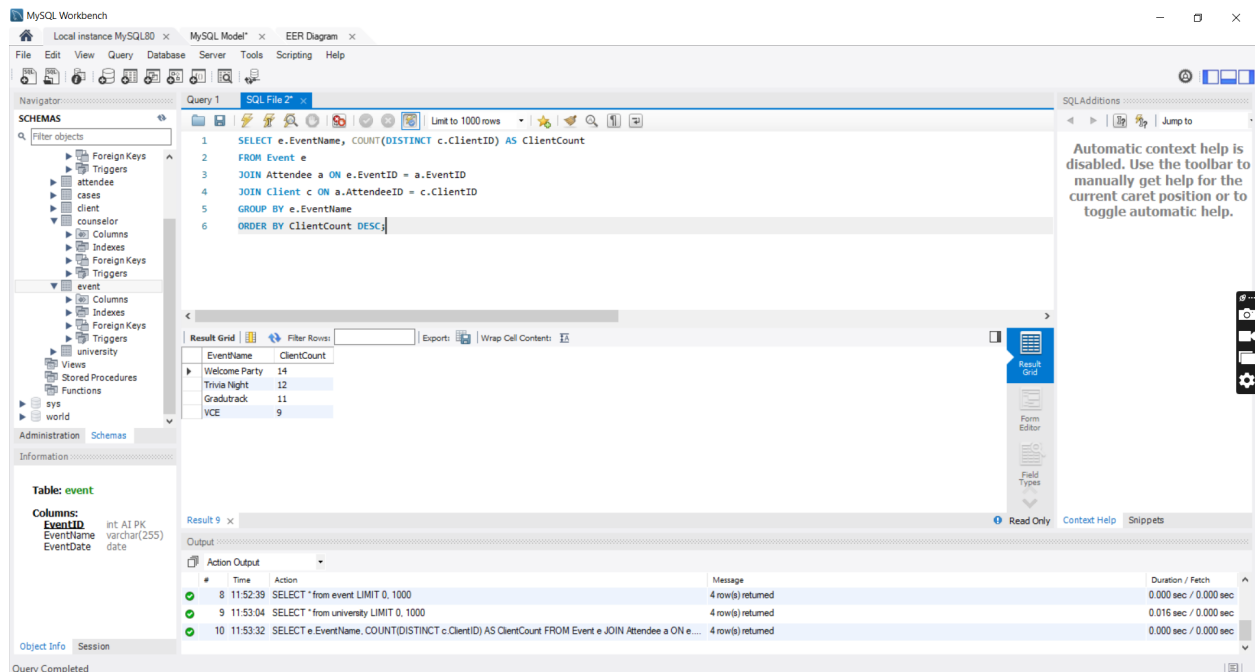 MySQL Workbench
Local instance MySQL80 × MySQL Model* × EER Diagram ×
File Edit View Query Database Server Tools Scripting Help
Navigator
SCHEMAS
Filter objects
Foreign Keys
Triggers
attendee
cases
client
counselor
Columns
Indexes
Foreign Keys
Triggers
event
Columns
Indexes
Foreign Keys
Triggers
university
Views
Stored Procedures
Functions
sys
world
Administration Schemas
Information
Table: event
Columns:
EventID int AI PK
EventName varchar(255)
EventDate date
Object Info Session
Query 1 SQL File 2* ×
Limit to 1000 rows
1 SELECT e.EventName, COUNT(DISTINCT c.ClientID) AS ClientCount
2 FROM Event e
3 JOIN Attendee a ON e.EventID = a.EventID
4 JOIN Client c ON a.AttendeeID = c.ClientID
5 GROUP BY e.EventName
6 ORDER BY ClientCount DESC;
Result Grid Filter Rows: Export: Wrap Cell Content:
EventName ClientCount
Welcome Party 14
Trivia Night 12
Gradutrack 11
VCE 9
Result Grid
Form Editor
Field Types
Result 9 × Read Only
Output
Action Output
# Time Action Message Duration / Fetch
8 11:52:39 SELECT * from event LIMIT 0, 1000 4 row(s) returned 0.000 sec / 0.000 sec
9 11:53:04 SELECT * from university LIMIT 0, 1000 4 row(s) returned 0.016 sec / 0.000 sec
10 11:53:32 SELECT e.EventName, COUNT(DISTINCT c.ClientID) AS ClientCount FROM Event e JOIN Attendee a ON e.... 4 row(s) returned 0.000 sec / 0.000 sec
SQLAdditions
Jump to
Automatic context help is
disabled. Use the toolbar to
manually get help for the
current caret position or to
toggle automatic help.
Context Help Snippets
Query Completed